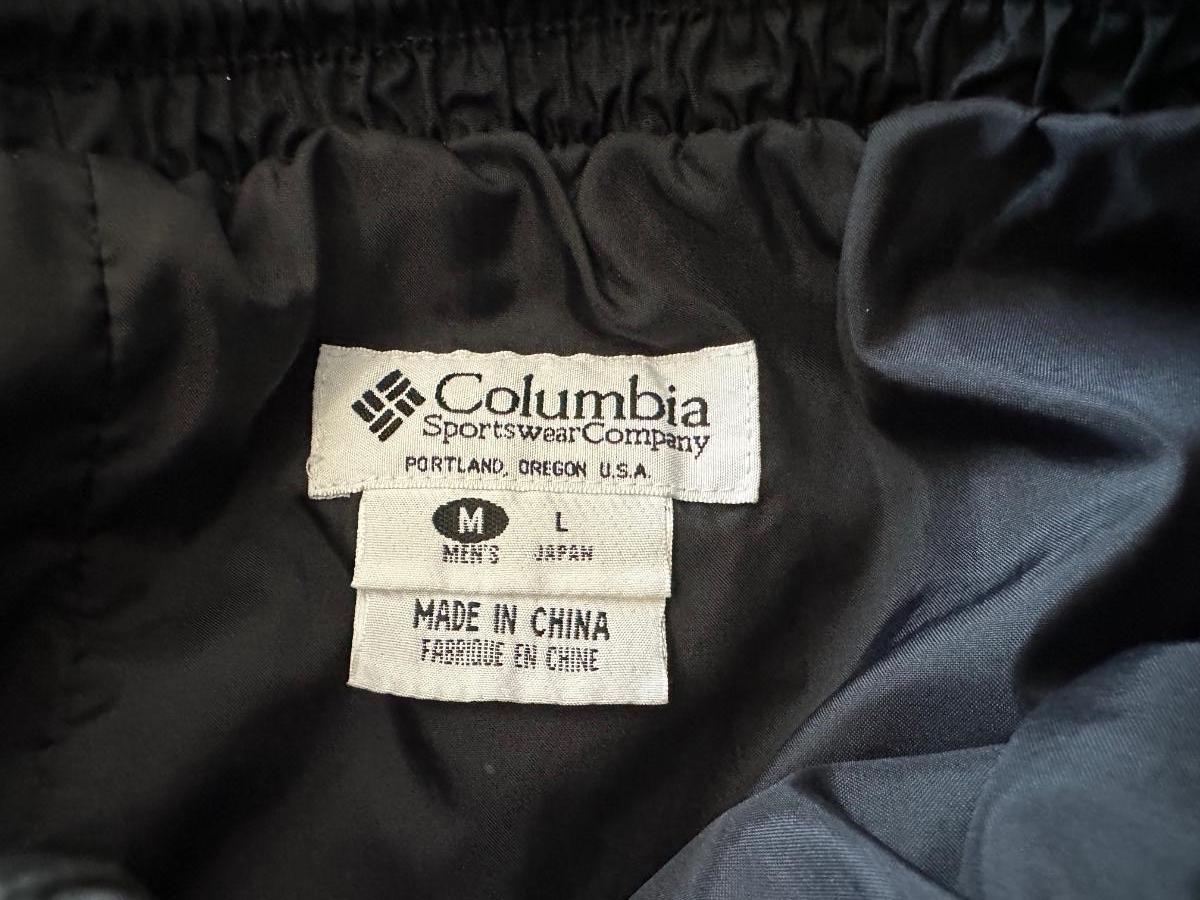 Columbia
SportswearCompany
PORTLAND, OREGON U.S.A.
M L
MEN'S JAPAN
MADE IN CHINA
FABRIQUE EN CHINE